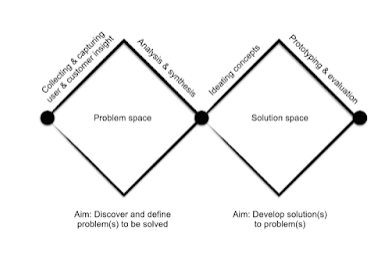 Collecting & capturing
user & customer insight
Analysis & synthesis
Ideating concepts
Prototyping & evaluation
Problem space
Solution space
Aim: Discover and define
problem(s) to be solved
Aim: Develop solution(s)
to problem(s)